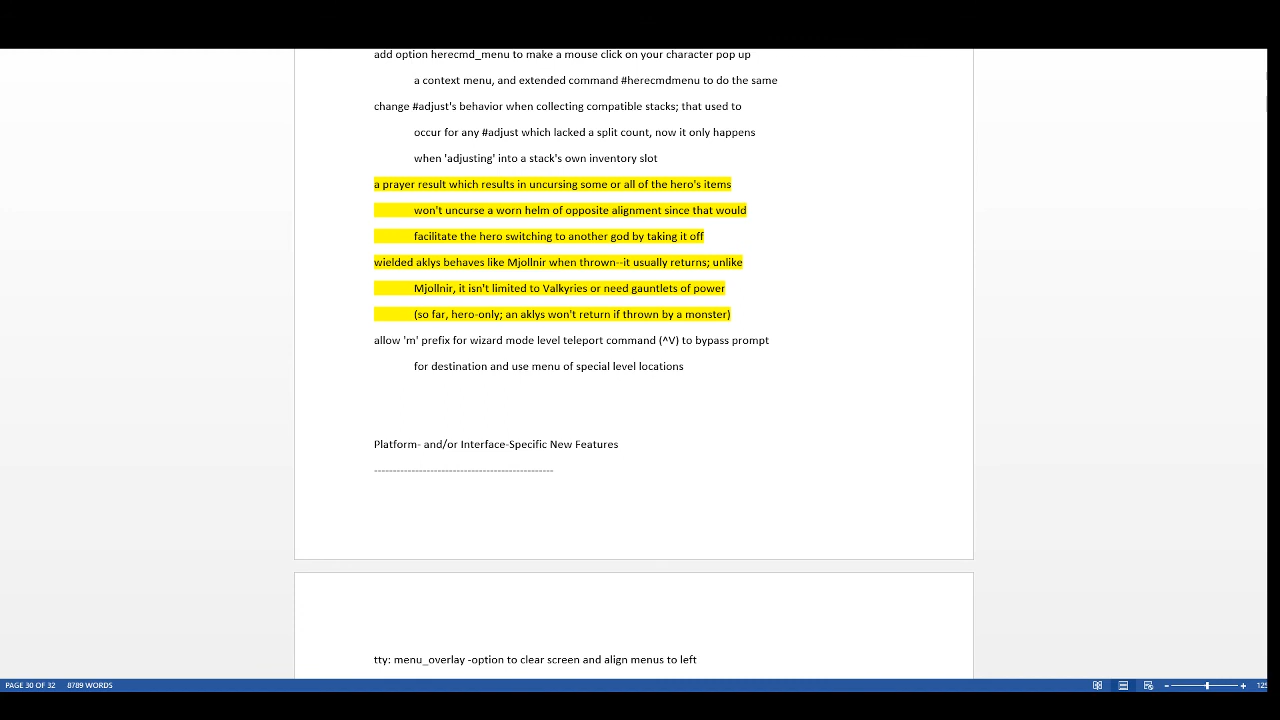 add option herecmd_menu to make a mouse click on your character pop up
a context menu, and extended command #herecmdmenu to do the same
change #adjust's behavior when collecting compatible stacks; that used to
occur for any #adjust which lacked a split count, now it only happens
when 'adjusting' into a stack's own inventory slot
a prayer result which results in uncursing some or all of the hero's items
won't uncurse a worn helm of opposite alignment since that would
facilitate the hero switching to another god by taking it off
wielded aklys behaves like Mjollnir when thrown--it usually returns; unlike
Mjollnir, it isn't limited to Valkyries or need gauntlets of power
(so far, hero-only; an aklys won't return if thrown by a monster)
allow 'm' prefix for wizard mode level teleport command (^V) to bypass prompt
for destination and use menu of special level locations
Platform- and/or Interface-Specific New Features
-----------------------------------------------
tty: menu_overlay -option to clear screen and align menus to left
PAGE 30 OF 32 8789 WORDS